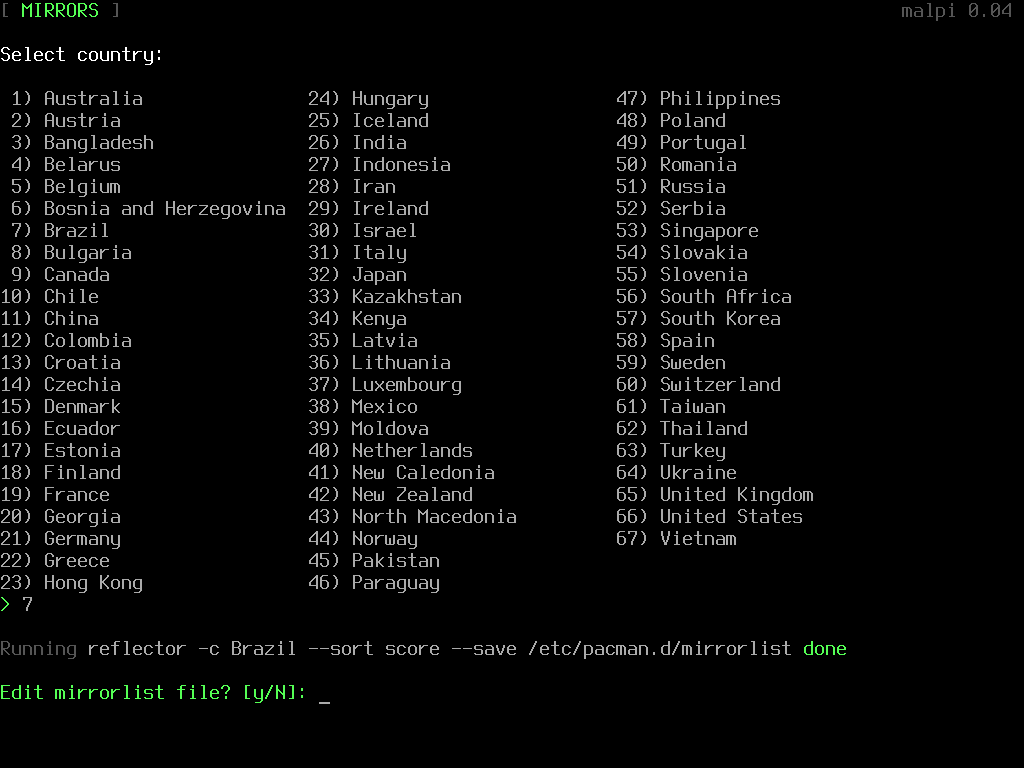 [ MIRRORS ] malpi 0.04
Select country:
1) Australia 24) Hungary 47) Philippines
2) Austria 25) Iceland 48) Poland
3) Bangladesh 26) India 49) Portugal
4) Belarus 27) Indonesia 50) Romania
5) Belgium 28) Iran 51) Russia
6) Bosnia and Herzegovina 29) Ireland 52) Serbia
7) Brazil 30) Israel 53) Singapore
8) Bulgaria 31) Italy 54) Slovakia
9) Canada 32) Japan 55) Slovenia
10) Chile 33) Kazakhstan 56) South Africa
11) China 34) Kenya 57) South Korea
12) Colombia 35) Latvia 58) Spain
13) Croatia 36) Lithuania 59) Sweden
14) Czechia 37) Luxembourg 60) Switzerland
15) Denmark 38) Mexico 61) Taiwan
16) Ecuador 39) Moldova 62) Thailand
17) Estonia 40) Netherlands 63) Turkey
18) Finland 41) New Caledonia 64) Ukraine
19) France 42) New Zealand 65) United Kingdom
20) Georgia 43) North Macedonia 66) United States
21) Germany 44) Norway 67) Vietnam
22) Greece 45) Pakistan
23) Hong Kong 46) Paraguay
> 7
Running reflector -c Brazil --sort score --save /etc/pacman.d/mirrorlist done
Edit mirrorlist file? [y/N]: _